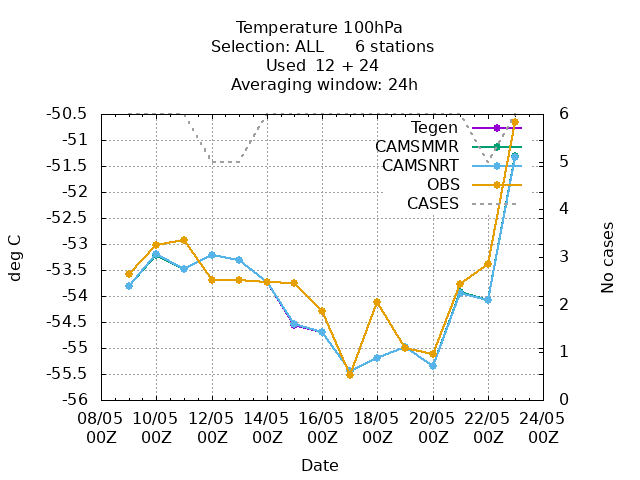 Temperature 100hPa
Selection: ALL 6 stations
Used 12 + 24
Averaging window: 24h
-50.5 6
Tegen
-51
CAMSMMR
-51.5 CAMSNRT 5
-52 OBS
CASES 4
-52.5
-53 3
-53.5
-54 2
-54.5
-55 1
-55.5
-56 0
deg C
No cases
08/05 10/05 12/05 14/05 16/05 18/05 20/05 22/05 24/05
00Z 00Z 00Z 00Z 00Z 00Z 00Z 00Z 00Z
Date